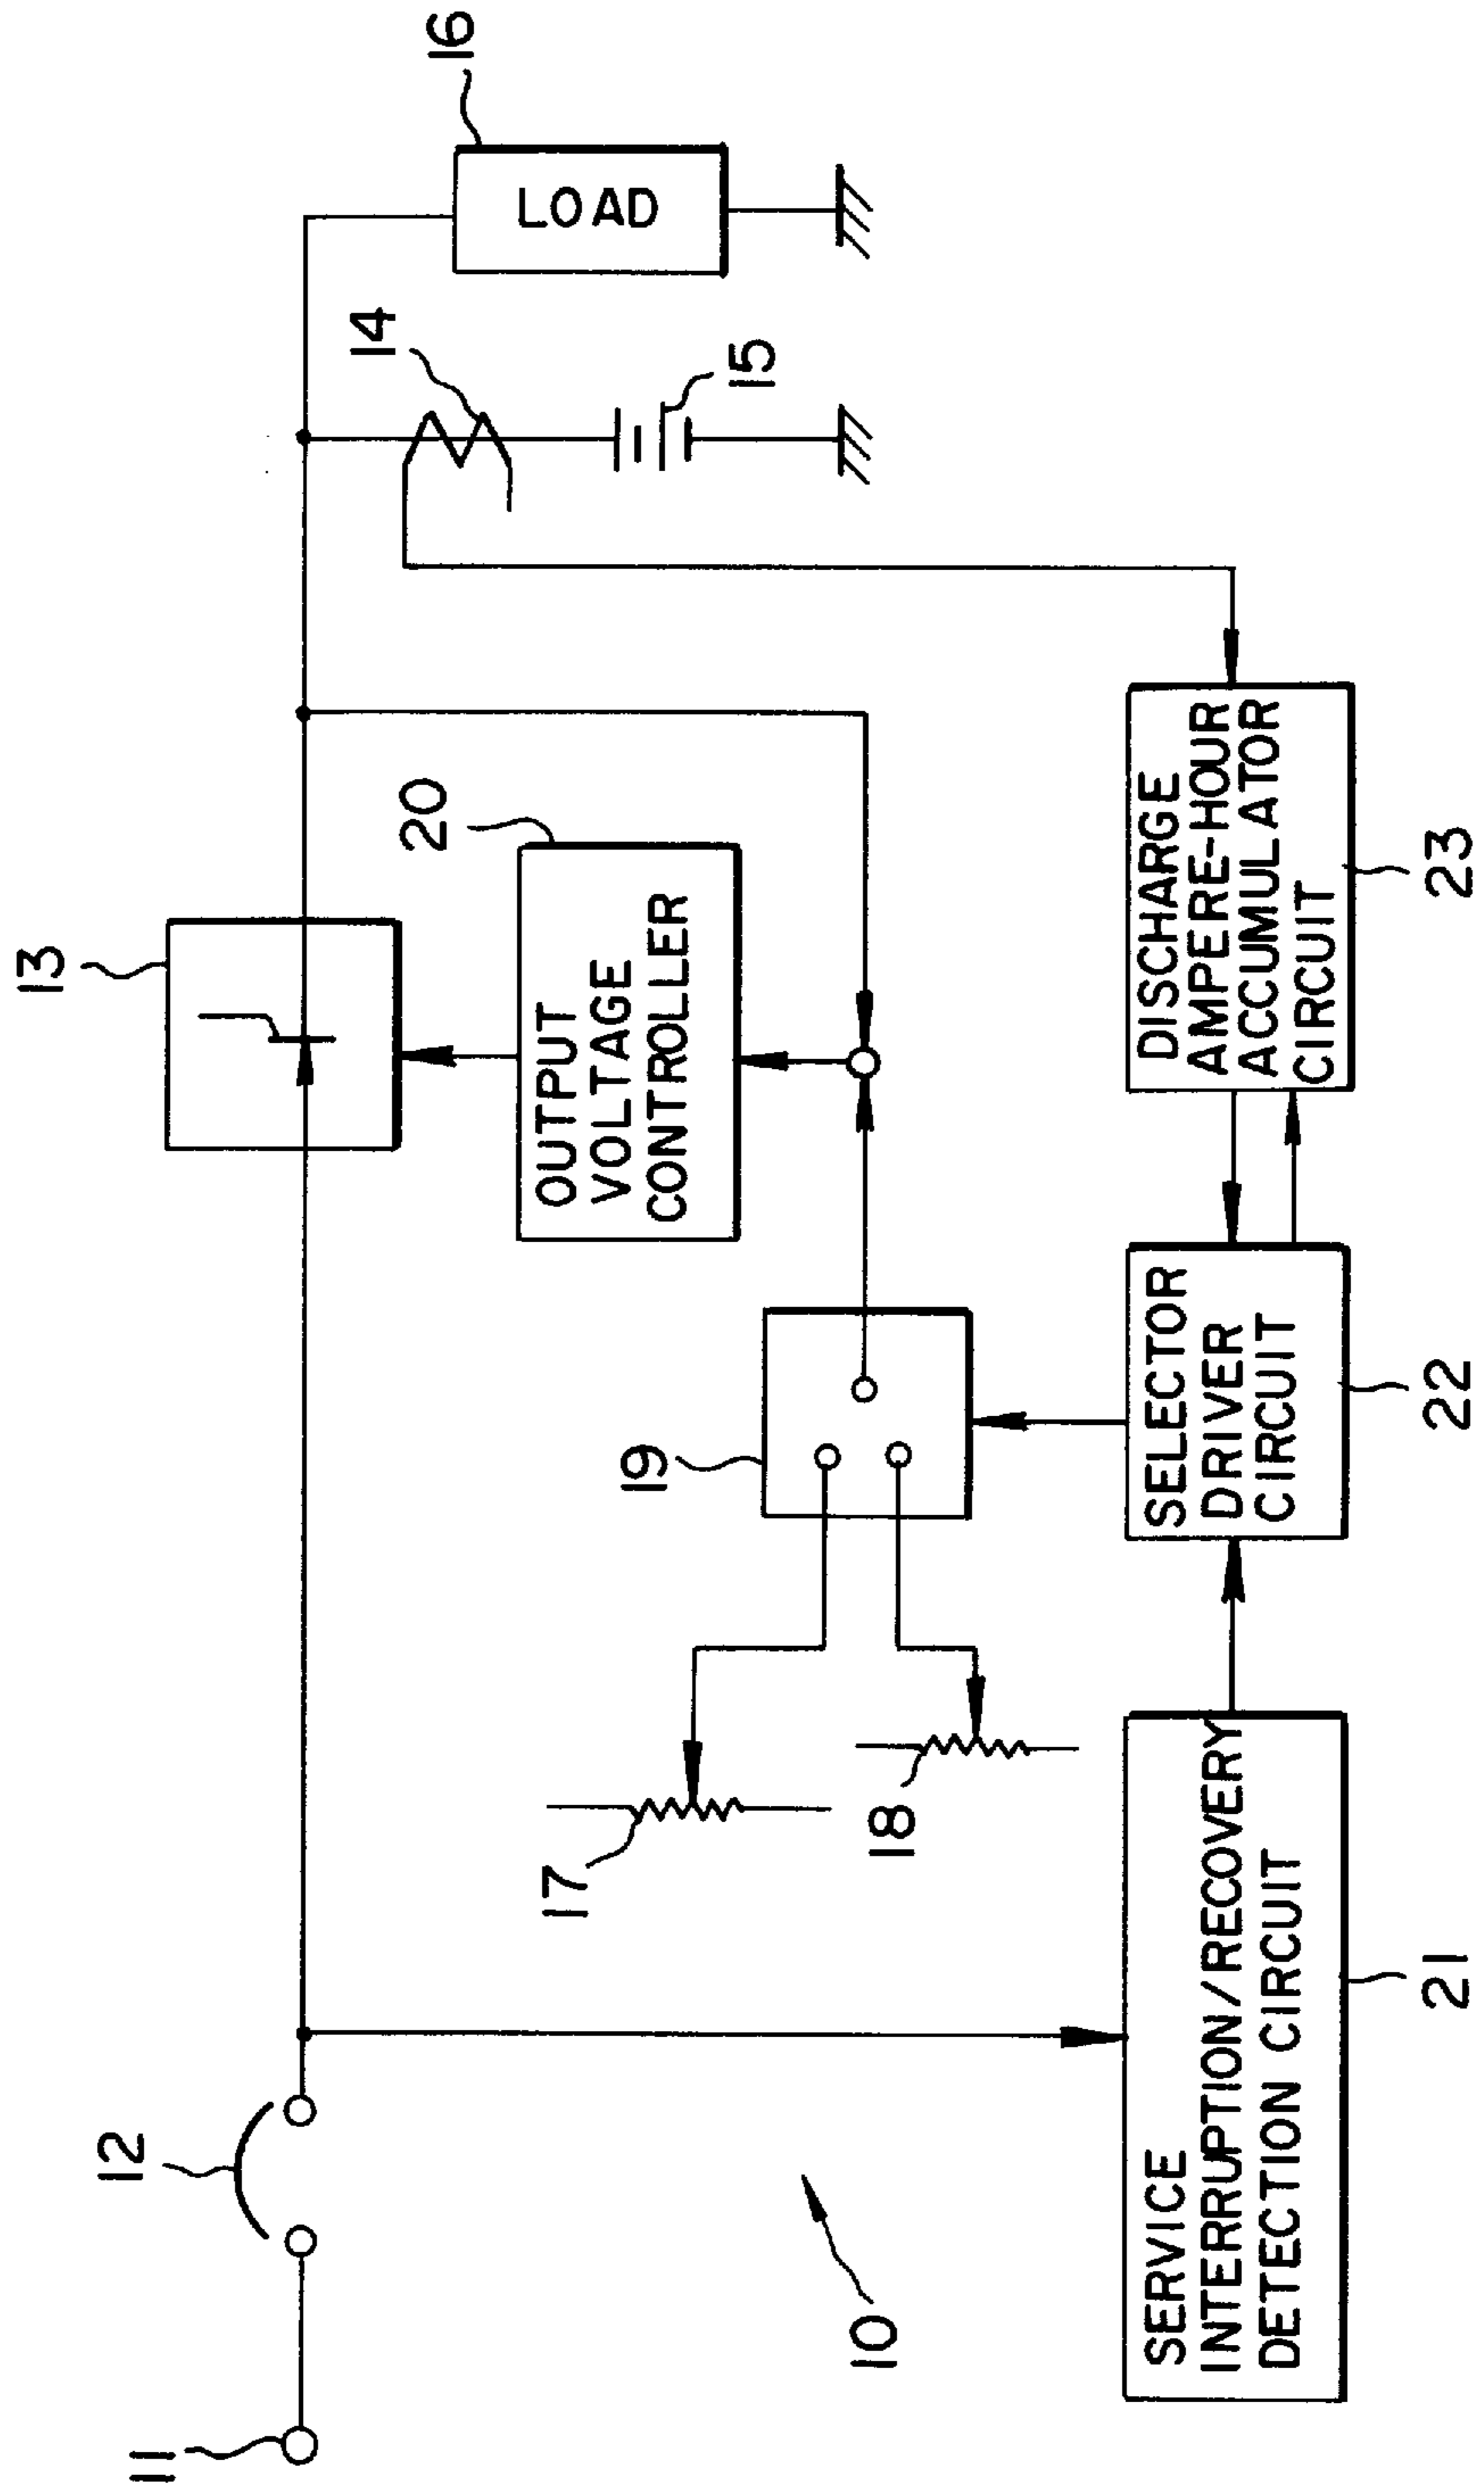 13
16
12
20
14
11
LOAD
OUTPUT
VOLTAGE
CONTROLLER
15
19
17
18
10
SERVICE
INTERRUPTION/RECOVERY
DETECTION CIRCUIT
SELECTOR
DRIVER
CIRCUIT
DISCHARGE
AMPERE-HOUR
ACCUMULATOR
CIRCUIT
21
22
23